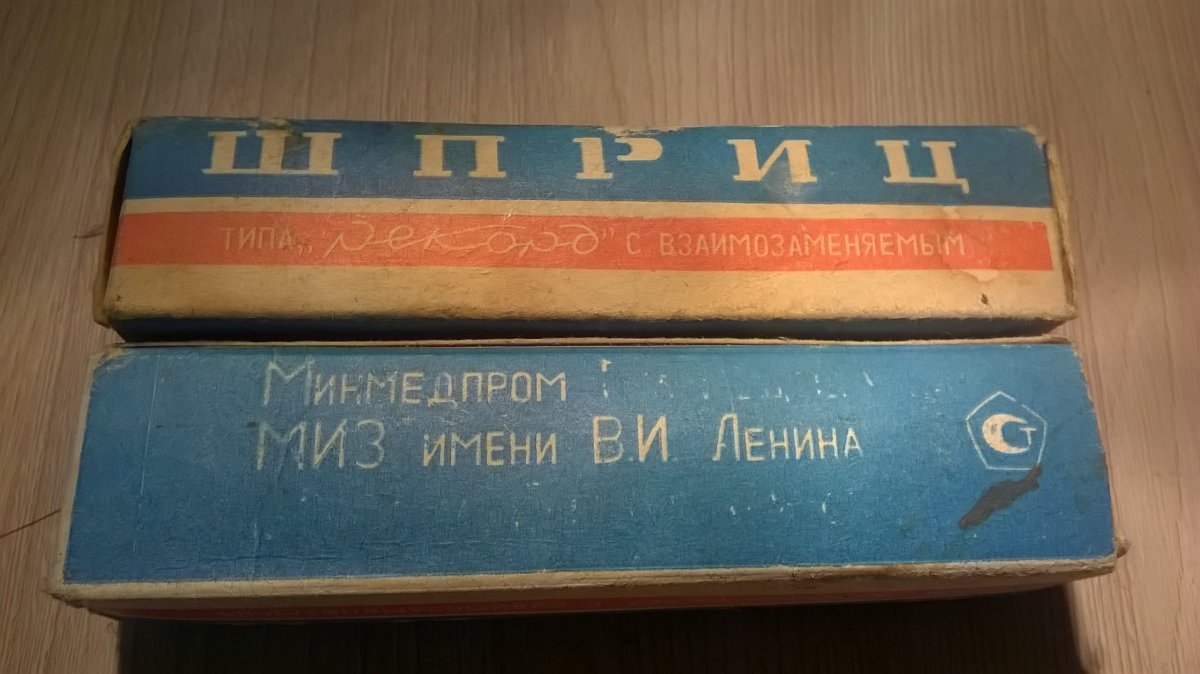 ШПРИЦ
ТИПА „Рекорд" С ВЗАИМОЗАМЕНЯЕМЫМ
МИНМЕДПРОМ
МИЗ ИМЕНИ В.И. ЛЕНИНА